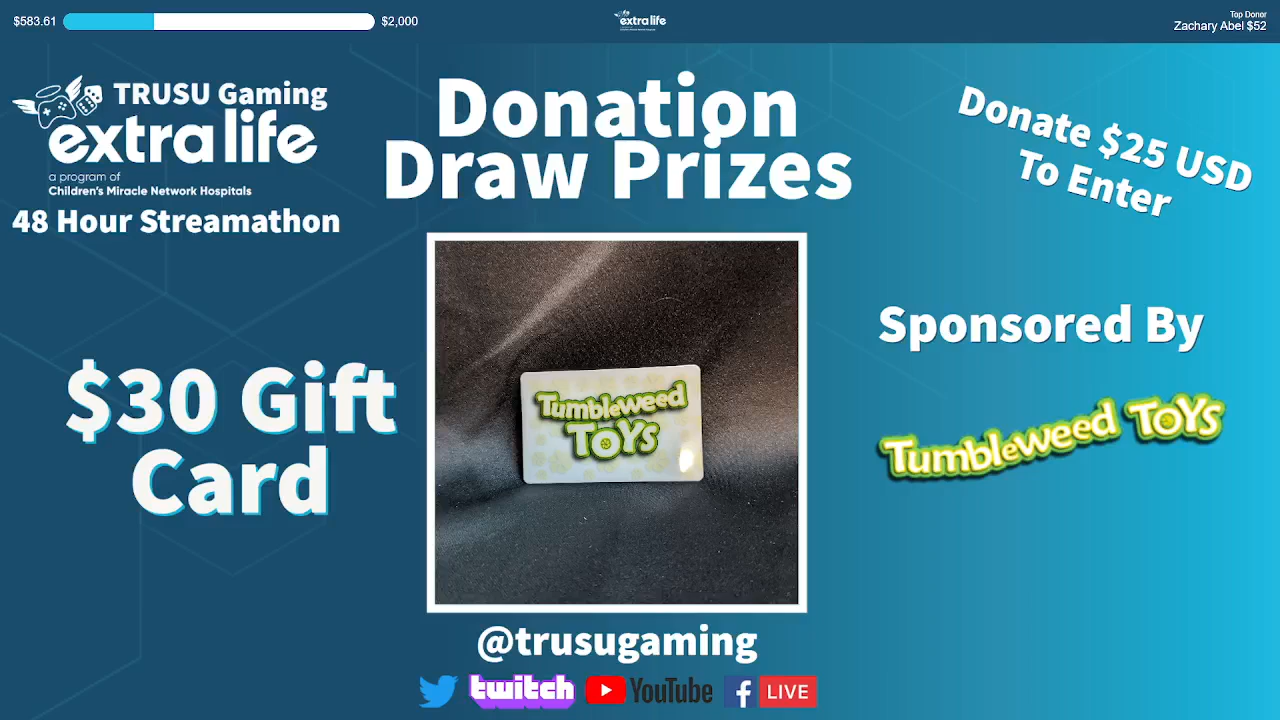 $583.61
$2,000
extra life
Top Donor
Zachary Abel $52
TRUSU Gaming
extra life
a program of
Children's Miracle Network Hospitals
48 Hour Streamathon
Donation
Draw Prizes
Donate $25 USD
To Enter
$30 Gift
Card
Tumbleweed
Toys
Sponsored By
Tumbleweed Toys
@trusugaming
twitch
YouTube
f
LIVE